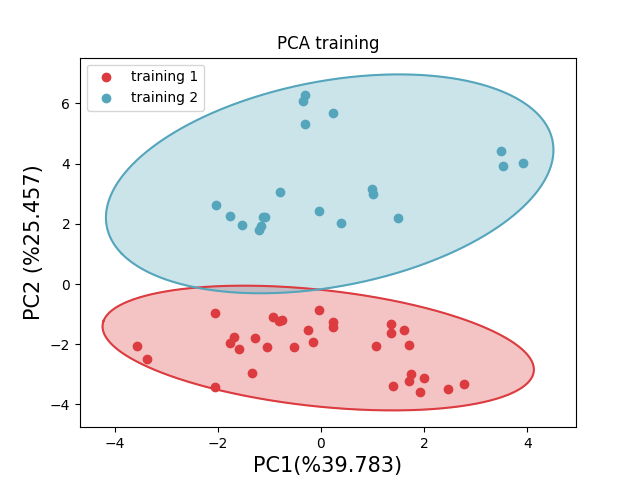 PCA training
training 1
training 2
6
4
2
0
−2
−4
PC2 (%25.457)
−4
−2
0
2
4
PC1(%39.783)